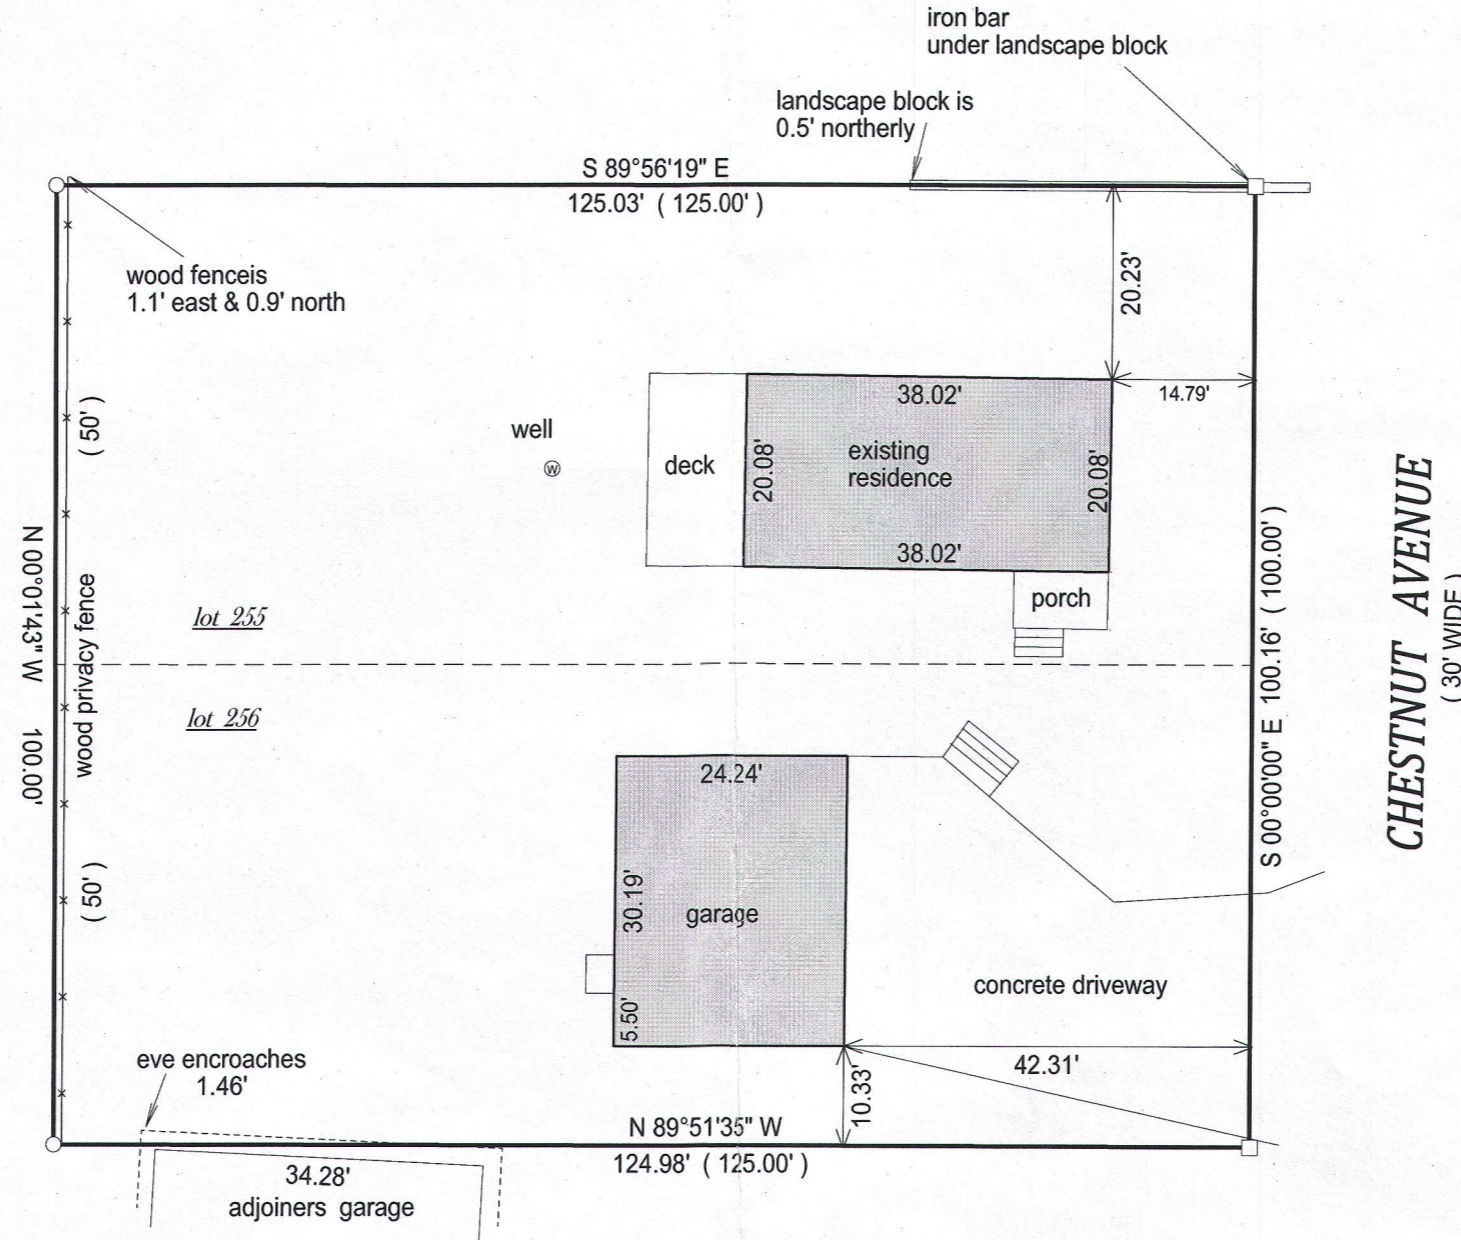 iron bar
under landscape block
landscape block is
0.5' northerly
S 89°56'19" E
125.03' ( 125.00' )
wood fenceis
1.1' east & 0.9' north
20.23'
14.79'
38.02'
( 50' )
well
W
deck
20.08'
existing
residence
20.08'
38.02'
porch
N 00°01'43" W 100.00'
wood privacy fence
lot 255
lot 256
S 00°00'00" E 100.16' ( 100.00' )
CHESTNUT AVENUE
( 30' WIDE )
24.24'
30.19'
garage
5.50'
( 50' )
concrete driveway
42.31'
10.33'
eve encroaches
1.46'
N 89°51'35" W
124.98' ( 125.00' )
34.28'
adjoiners garage